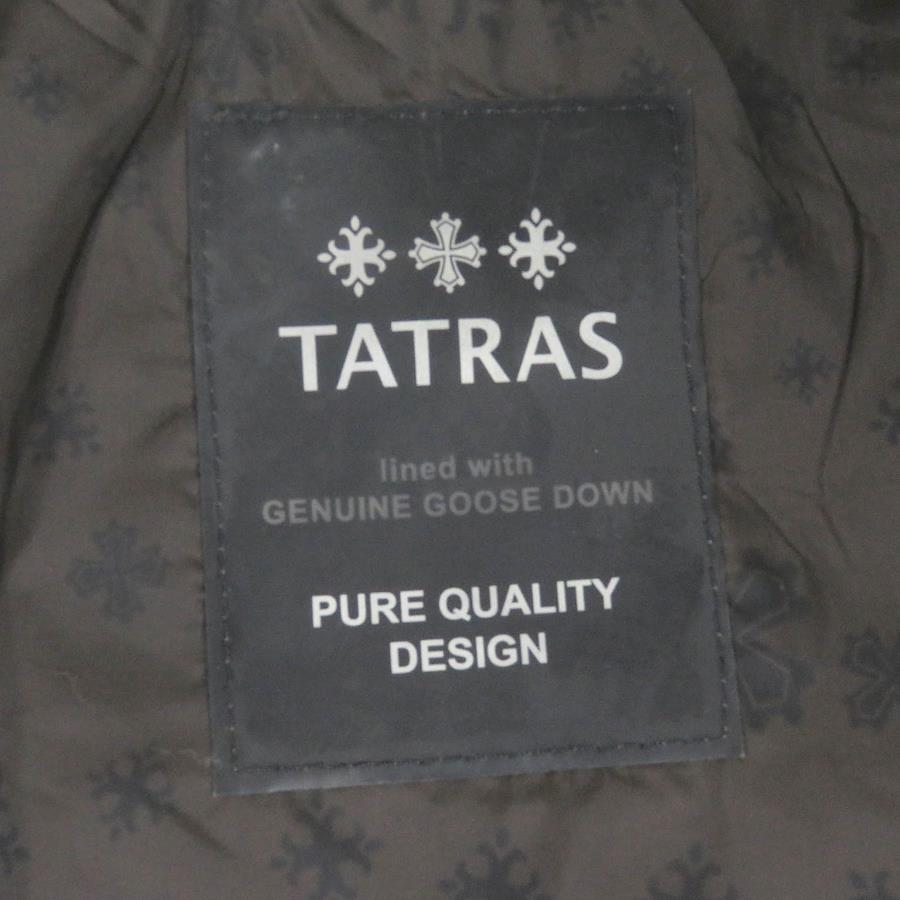 TATRAS
lined with
GENUINE GOOSE DOWN
PURE QUALITY
DESIGN